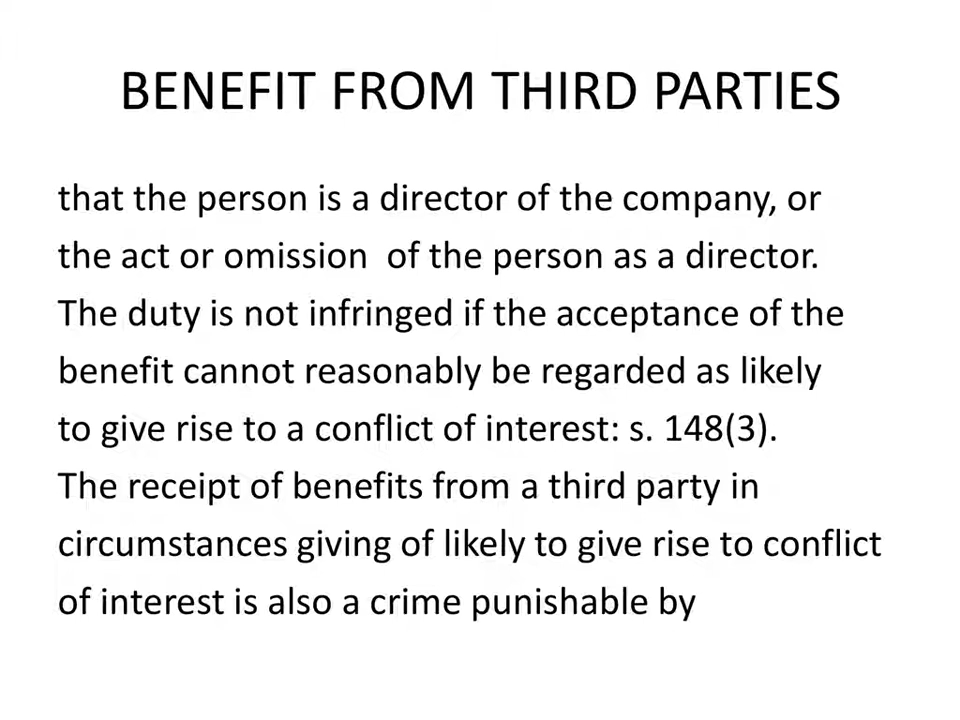 BENEFIT FROM THIRD PARTIES
that the person is a director of the company, or
the act or omission  of the person as a director.
The duty is not infringed if the acceptance of the
benefit cannot reasonably be regarded as likely
to give rise to a conflict of interest: s. 148(3).
The receipt of benefits from a third party in
circumstances giving of likely to give rise to conflict
of interest is also a crime punishable by